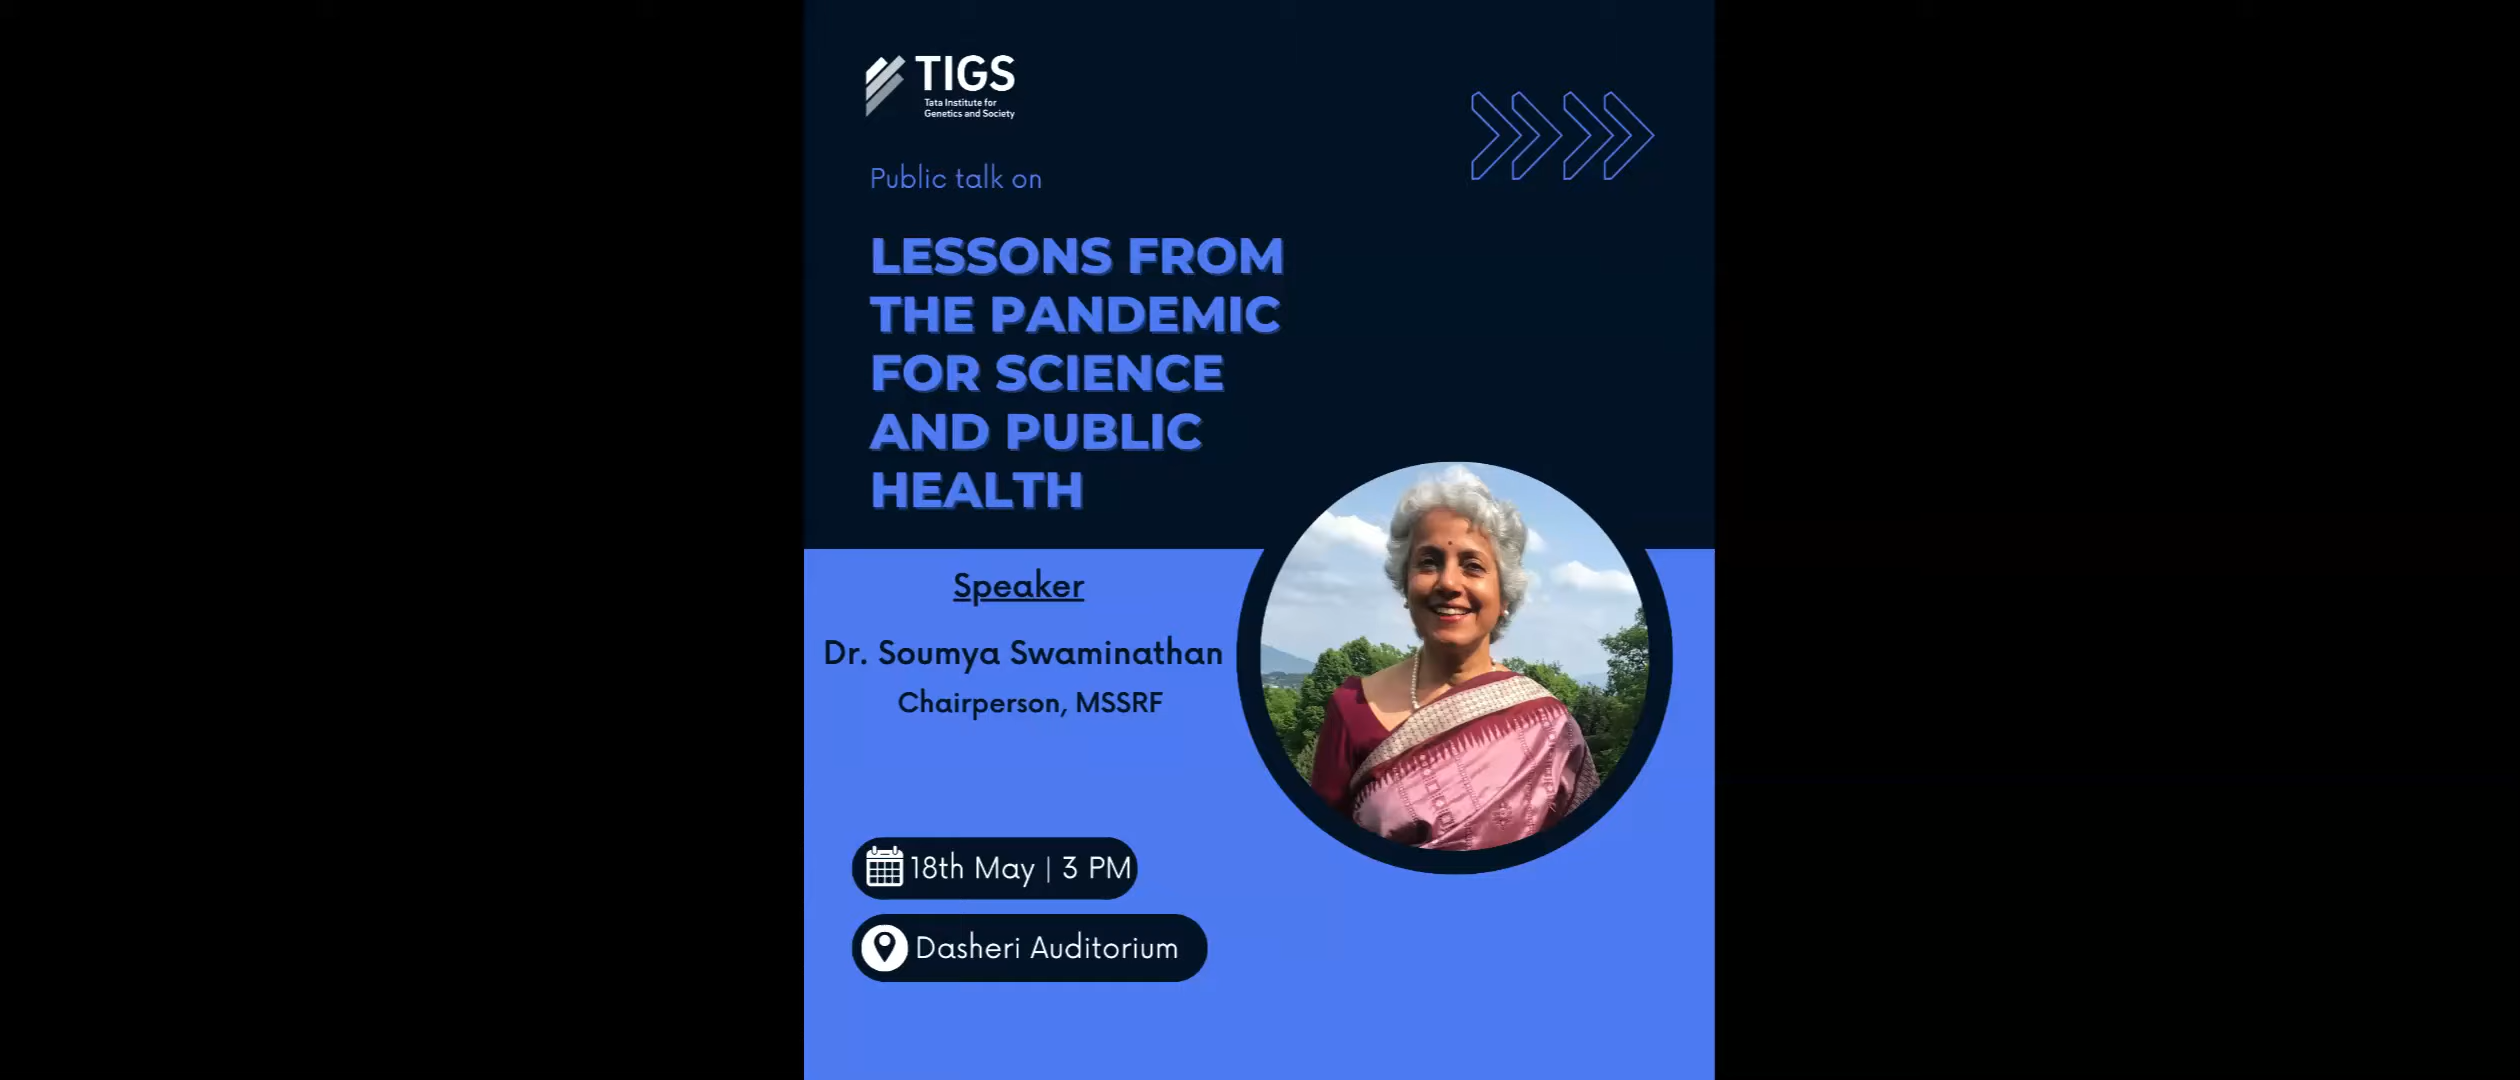 TIGS
Tata Institute for
Genetics and Society
Public talk on
LESSONS FROM
THE PANDEMIC
FOR SCIENCE
AND PUBLIC
HEALTH
Speaker
Dr. Soumya Swaminathan
Chairperson, MSSRF
18th May | 3 PM
Dasheri Auditorium